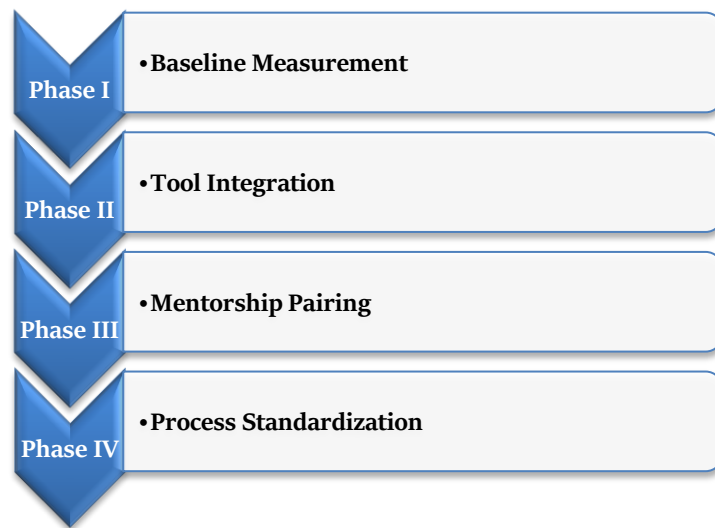 Phase I
•Baseline Measurement
Phase II
•Tool Integration
Phase III
•Mentorship Pairing
Phase IV
•Process Standardization